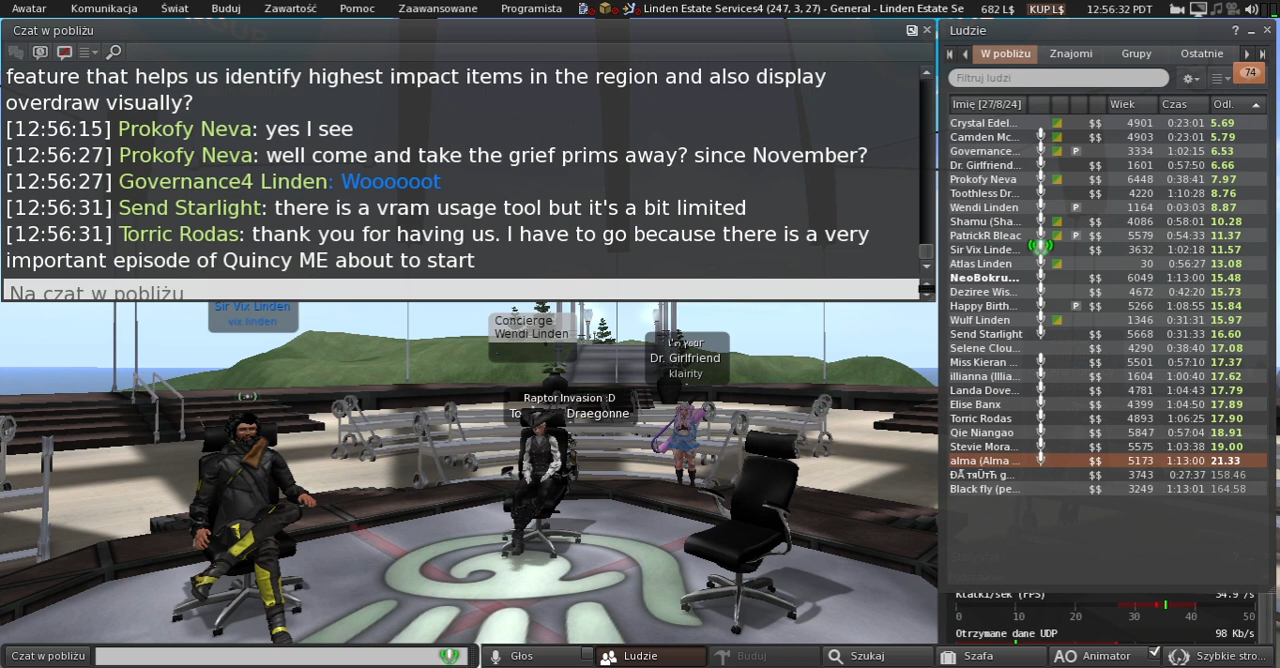 Awatar Komunikacja Świat Buduj Zawartość Pomoc Zaawansowane Programista Linden Estate Services4 (247, 3, 27) - General - Linden Estate Se 682 L$ KUP L$ 12:56:32 PDT
Czat w pobliżu
feature that helps us identify highest impact items in the region and also display
overdraw visually?
[12:56:15] Prokofy Neva: yes I see
[12:56:27] Prokofy Neva: well come and take the grief prims away? since November?
[12:56:27] Governance4 Linden: Woooooot
[12:56:31] Send Starlight: there is a vram usage tool but it's a bit limited
[12:56:31] Torric Rodas: thank you for having us. I have to go because there is a very
important episode of Quincy ME about to start
Na czat w pobliżu
Sir Vix Linden
vix linden
Concierge
Wendi Linden
I'm your
Dr. Girlfriend
klairity
Raptor Invasion :D
Draegonne
Ludzie
W pobliżu Znajomi Grupy Ostatnie
Filtruj ludzi 74
Imię [27/8/24] Wiek Czas Odl.
Crystal Edel... $$ 4901 0:23:01 5.69
Camden Mc... $$ 4903 0:23:01 5.79
Governance... P 3334 1:02:15 6.53
Dr. Girlfriend $$ 1601 0:57:50 6.66
Prokofy Neva $$ 6448 0:38:41 7.97
Toothless Dr... $$ 4220 1:10:28 8.76
Wendi Linden P 1164 0:03:03 8.87
Shamu (Sha... $$ 4086 0:58:01 10.28
PatrickR Bleac P $$ 5579 0:54:33 11.37
Sir Vix Linde... $$ 3632 1:02:18 11.57
Atlas Linden 30 0:56:27 13.08
NeoBokru... $$ 6049 1:13:00 15.48
Deziree Wis... $$ 4672 0:42:20 15.73
Happy Birth... P $$ 5266 1:08:55 15.84
Wulf Linden 1346 0:31:31 15.97
Send Starlight $$ 5668 0:31:33 16.60
Selene Clou... $$ 4290 0:38:40 17.08
Miss Kieran ... $$ 5501 0:57:10 17.37
illianna (Illia... $$ 1604 1:00:40 17.62
Landa Dove... $$ 4781 1:04:43 17.79
Elise Banx $$ 4399 1:04:50 17.89
Torric Rodas $$ 4893 1:06:25 17.90
Qie Niangao $$ 5847 0:57:04 18.91
Stevie Mora... $$ 5575 1:03:38 19.00
alma (Alma ... $$ 5173 1:13:00 21.33
$$ 3743 0:27:37 158.46
Black fly (pe... $$ 3249 1:13:01 164.58
Klatki/sek (FPS) 34.9 /s
0 10 20 30 40 50
Otrzymane dane UDP 98 Kb/s
Czat w pobliżu Głos Ludzie Buduj Szukaj Szafa AO Animator Szybkie stro...